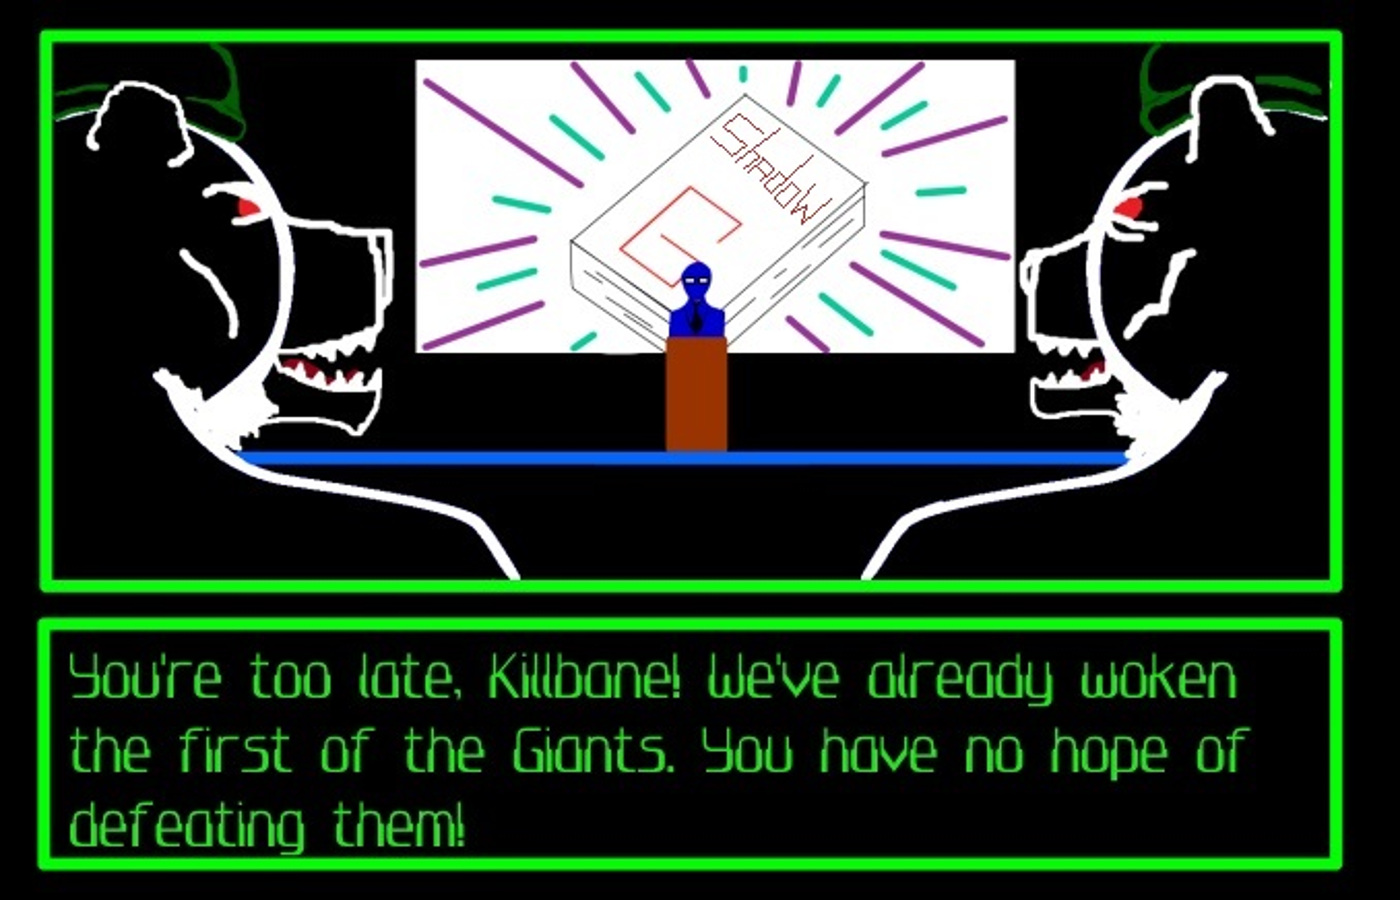 Shadow
You're too late, Killbane! We've already woken
the first of the Giants. You have no hope of
defeating them!